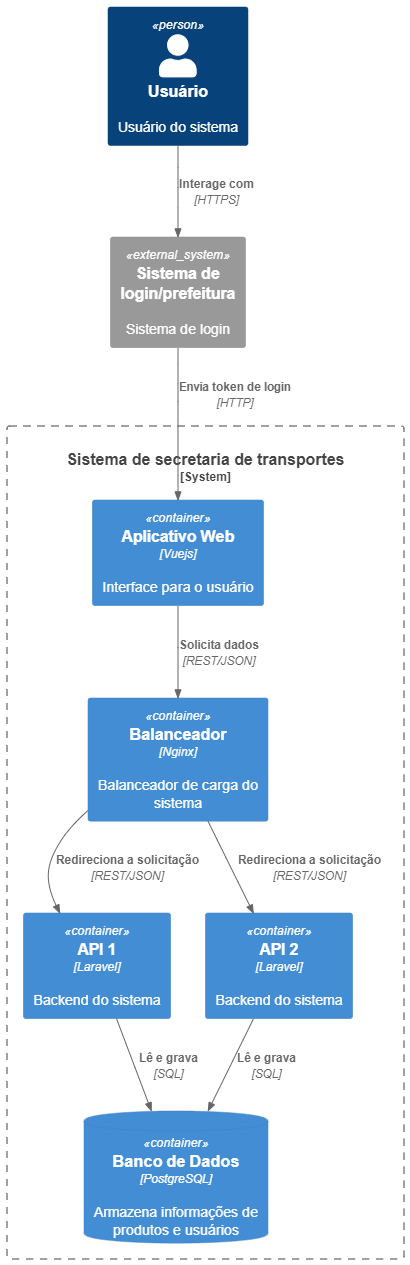 «person»
Usuário
Usuário do sistema
Interage com
[HTTPS]
«external_system»
Sistema de
login/prefeitura
Sistema de login
Envia token de login
[HTTP]
Sistema de secretaria de transportes
[System]
«container»
Aplicativo Web
[Vuejs]
Interface para o usuário
Solicita dados
[REST/JSON]
«container»
Balanceador
[Nginx]
Balanceador de carga do
sistema
Redireciona a solicitação
[REST/JSON]
Redireciona a solicitação
[REST/JSON]
«container»
API 1
[Laravel]
Backend do sistema
«container»
API 2
[Laravel]
Backend do sistema
Lê e grava
[SQL]
Lê e grava
[SQL]
«container»
Banco de Dados
[PostgreSQL]
Armazena informações de
produtos e usuários